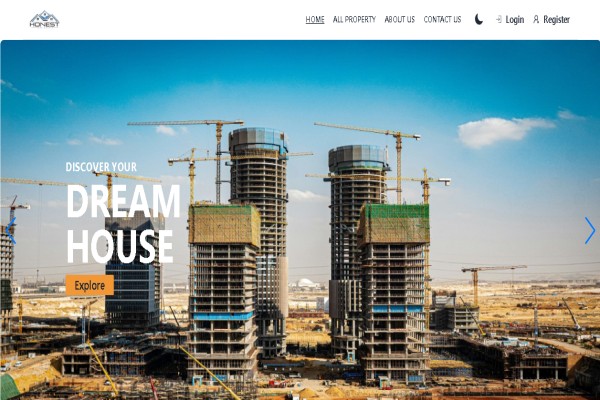 HONEST
HOME ALL PROPERTY ABOUT US CONTACT US Login Register
DISCOVER YOUR
DREAM
HOUSE
Explore